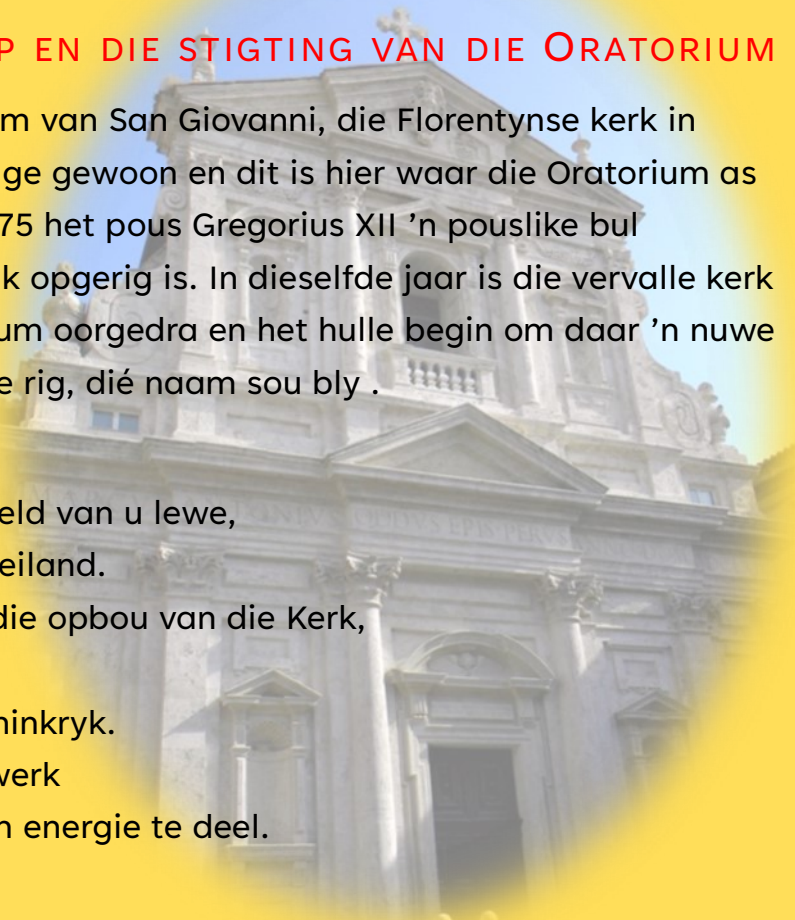 P EN DIE STIGTING VAN DIE ORATORIUM
m van San Giovanni, die Florentynse kerk in
ge gewoon en dit is hier waar die Oratorium as
75 het pous Gregorius XII ’n pouslike bul
k opgerig is. In dieselfde jaar is die vervalle kerk
um oorgedra en het hulle begin om daar ’n nuwe
e rig, dié naam sou bly .
eld van u lewe,
eiland.
die opbou van die Kerk,
ninkryk.
werk
n energie te deel.